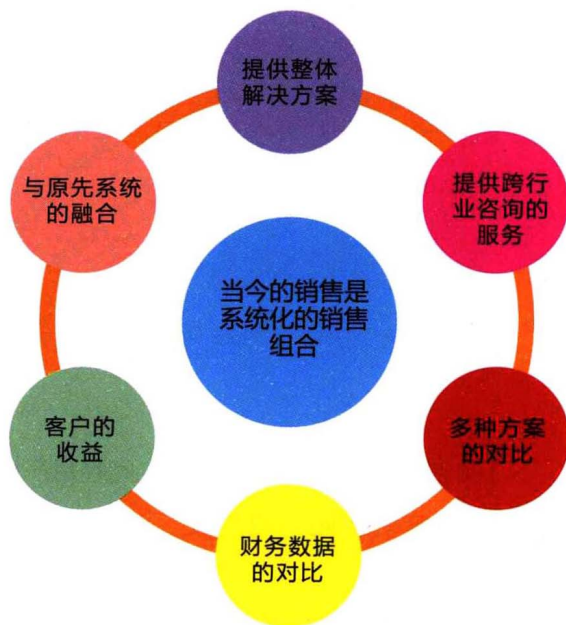 提供整体
解决方案
提供跨行
业咨询的
服务
多种方案
的对比
财务数据
的对比
客户的
收益
与原先系统
的融合
当今的销售是
系统化的销售
组合